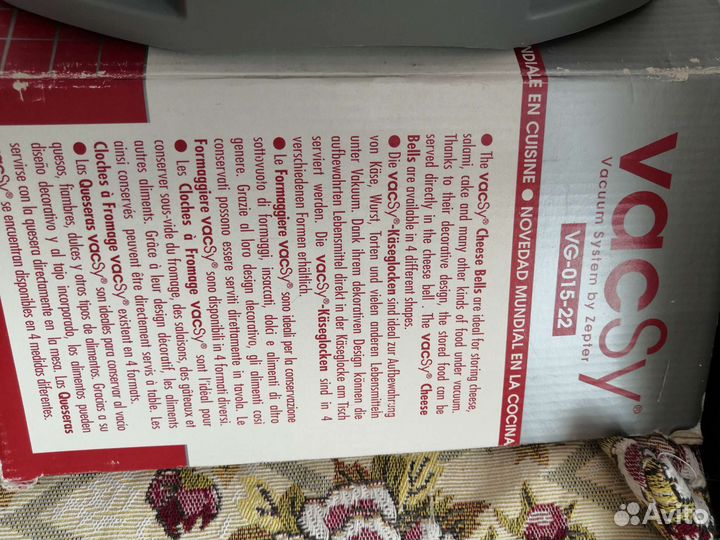 vacsy®
Vacuum System by Zepter
VG-015-22
NDIALE EN CUISINE • NOVEDAD MUNDIAL EN LA COCINA
• The vacsy® Cheese Bells are ideal for storing cheese,
salami, cake and many other kinds of food under vacuum.
Thanks to their decorative design, the stored food can be
served directly in the cheese bell. The vacsy® Cheese
Bells are available in 4 different shapes.
• Die vacsy®-Käseglocken sind ideal zur Aufbewahrung
von Käse, Wurst, Torten und vielen anderen Lebensmitteln
unter Vakuum. Dank ihrem dekorativen Design können die
aufbewahrten Lebensmittel direkt in der Käseglocke am Tisch
serviert werden. Die vacsy®-Käseglocken sind in 4
verschiedenen Formen erhältlich.
• Le Formaggiere vacsy® sono ideali per la conservazione
sottovuoto di formaggi, insaccati, dolci e alimenti di altro
genere. Grazie al loro design decorativo, gli alimenti così
conservati possono essere serviti direttamente in tavola. Le
Formaggiere vacsy® sono disponibili in 4 formati diversi.
• Les Cloches à Fromage vacsy® sont l'idéal pour
conserver sous-vide du fromage, des salaisons, des gâteaux et
autres aliments. Grâce à leur design décoratif, les aliments
ainsi conservés peuvent être directement servis à table. Les
Cloches à Fromage vacsy® existent en 4 formats.
• Las Queseras vacsy® son ideales para conservar al vacío
quesos, fiambres, dulces y otros tipos de alimentos. Gracias a su
diseño decorativo y al tajo incorporado, los alimentos pueden
servirse con la quesera directamente en la mesa. Las Queseras
vacsy® se encuentran disponibles en 4 medidas diferentes.
Avito